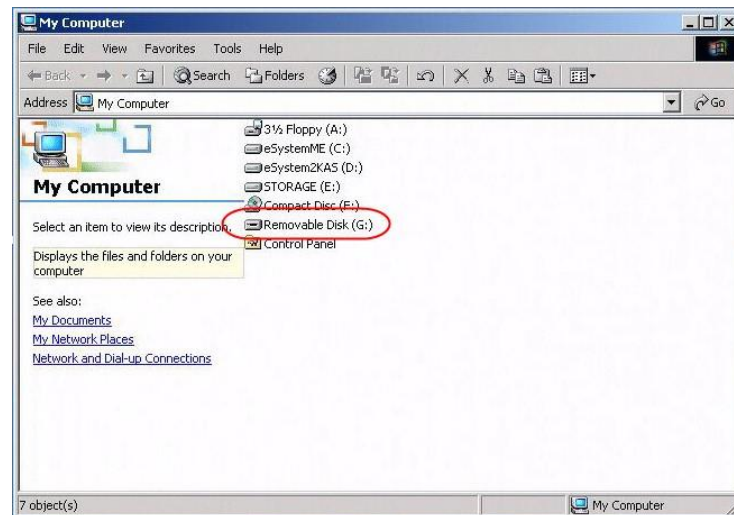 My Computer
File Edit View Favorites Tools Help
Back Search Folders
Address My Computer Go
3½ Floppy (A:)
eSystemME (C:)
eSystem2KAS (D:)
My Computer
STORAGE (E:)
Compact Disc (F:)
Select an item to view its description.
Removable Disk (G:)
Control Panel
Displays the files and folders on your
computer
See also:
My Documents
My Network Places
Network and Dial-up Connections
7 object(s) My Computer